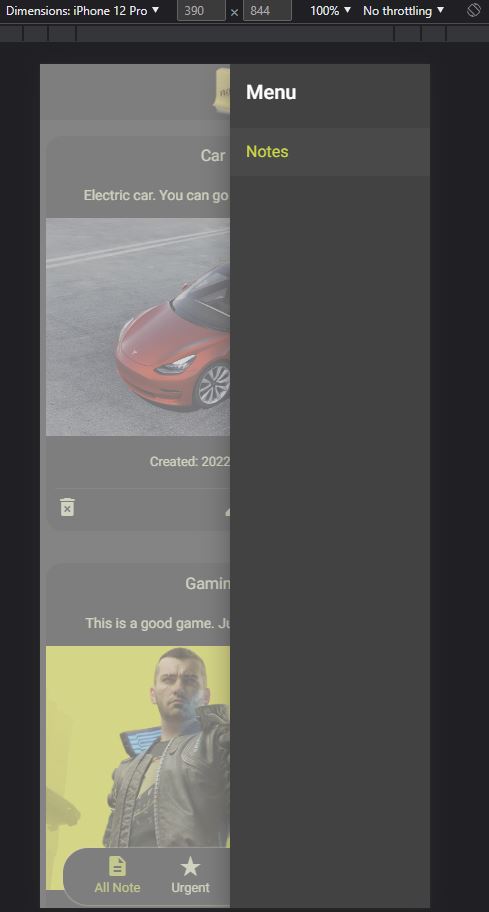 Dimensions: iPhone 12 Pro 390 × 844 100% No throttling
Menu
Notes
Car
Electric car. You can go
Created: 2022
Gamin
This is a good game. Ju
All Note Urgent